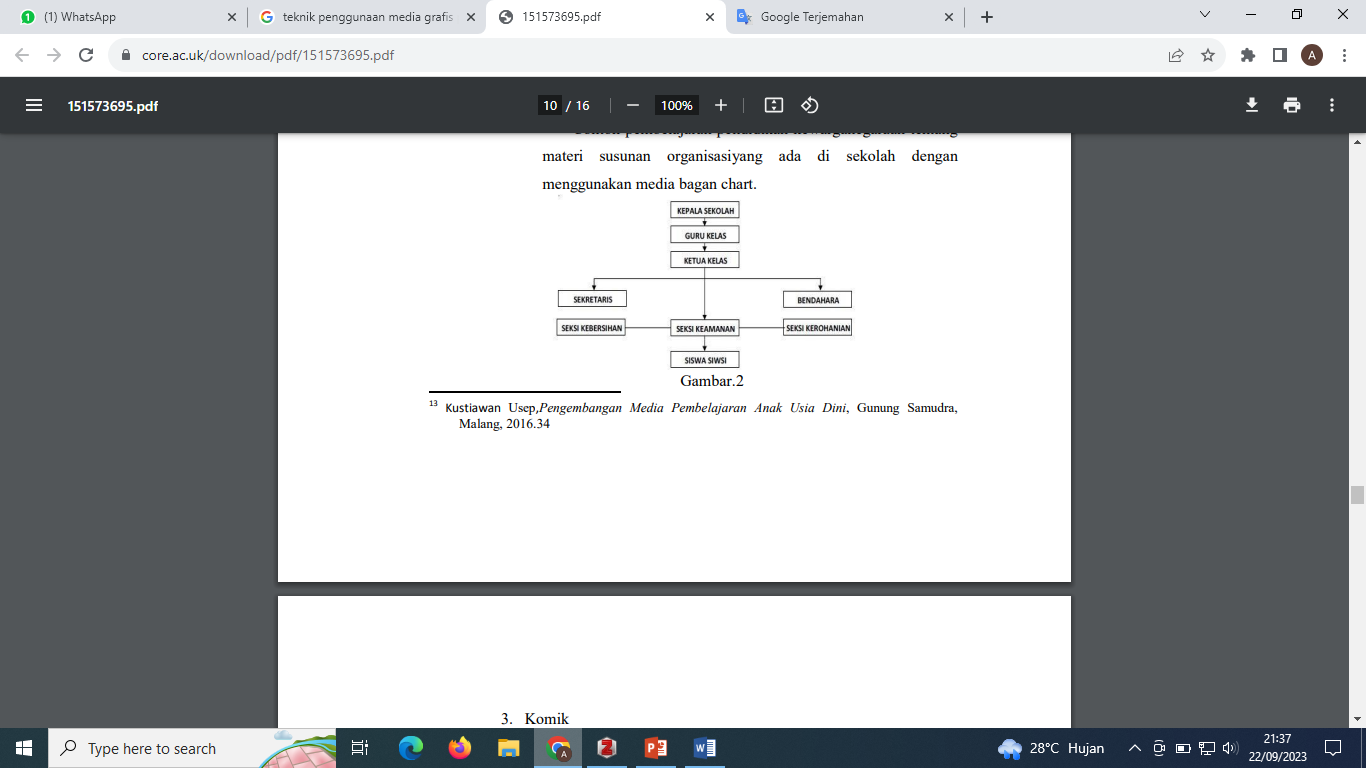 (1) WhatsApp
teknik penggunaan media grafis
151573695.pdf
Google Terjemahan
core.ac.uk/download/pdf/151573695.pdf
A
151573695.pdf
10 / 16
100%
materi susunan organisasiyang ada di sekolah dengan
menggunakan media bagan chart.
KEPALA SEKOLAH
GURU KELAS
KETUA KELAS
SEKRETARIS
BENDAHARA
SEKSI KEBERSIHAN
SEKSI KEAMANAN
SEKSI KEROHANIAN
SISWA SIWSI
Gambar.2
13 Kustiawan Usep,Pengembangan Media Pembelajaran Anak Usia Dini, Gunung Samudra,
Malang, 2016.34
3. Komik
Type here to search
28°C Hujan
21:37
22/09/2023